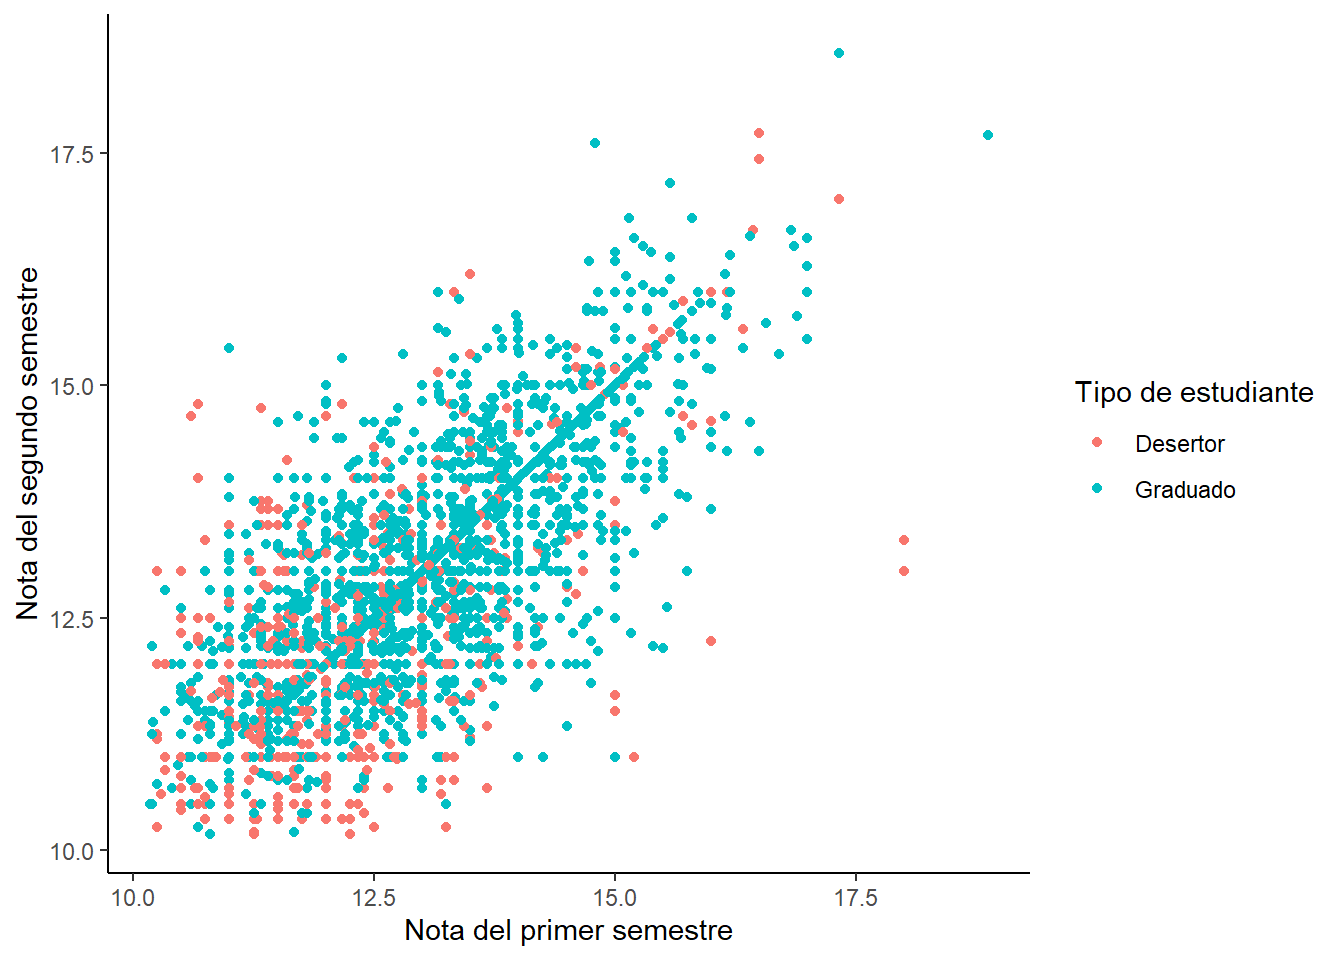 17.5
15.0
12.5
10.0
Nota del segundo semestre
10.0 12.5 15.0 17.5
Nota del primer semestre
Tipo de estudiante
Desertor
Graduado